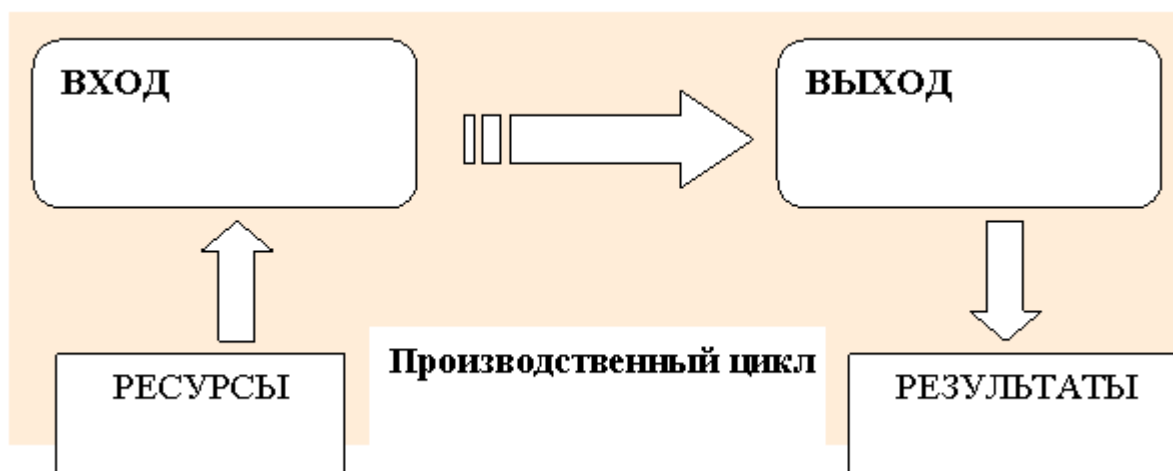 ВХОД
ВЫХОД
Производственный цикл
РЕСУРСЫ
РЕЗУЛЬТАТЫ